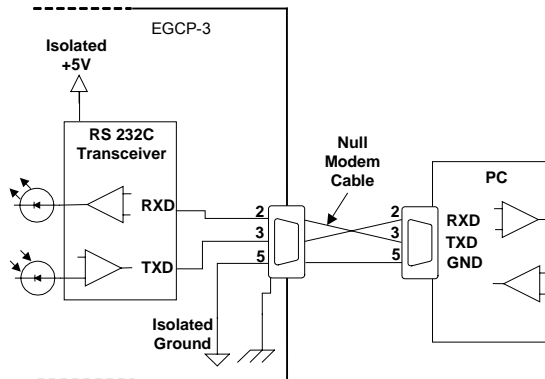 EGCP-3
Isolated
+5V
RS 232C
Transceiver
RXD
TXD
2
3
5
Isolated
Ground
Null
Modem
Cable
2
3
5
PC
RXD
TXD
GND